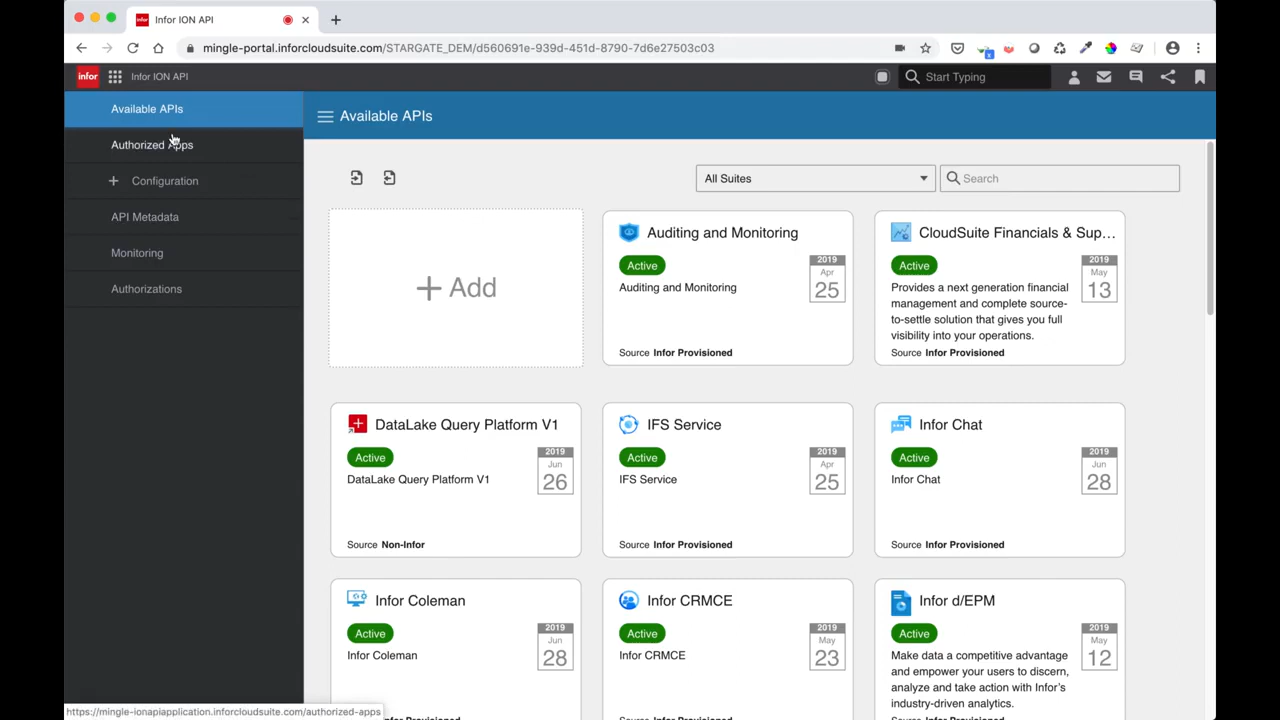 Infor ION API
mingle-portal.inforcloudsuite.com/STARGATE_DEM/d560691e-939d-451d-8790-7d6e27503c03
infor
Infor ION API
Start Typing
Available APIs
Authorized Apps
Configuration
API Metadata
Monitoring
Authorizations
Available APIs
All Suites
Search
+ Add
Auditing and Monitoring
Active
Auditing and Monitoring
2019
Apr
25
Source Infor Provisioned
CloudSuite Financials & Sup...
Active
Provides a next generation financial
management and complete source-
to-settle solution that gives you full
visibility into your operations.
2019
May
13
Source Infor Provisioned
DataLake Query Platform V1
Active
DataLake Query Platform V1
2019
Jun
26
Source Non-Infor
IFS Service
Active
IFS Service
2019
Apr
25
Source Infor Provisioned
Infor Chat
Active
Infor Chat
2019
Jun
28
Source Infor Provisioned
Infor Coleman
Active
Infor Coleman
2019
Jun
28
Infor CRMCE
Active
Infor CRMCE
2019
May
23
Infor d/EPM
Active
Make data a competitive advantage
and empower your users to discern,
analyze and take action with Infor's
industry-driven analytics.
2019
May
12
https://mingle-ionapiapplication.inforcloudsuite.com/authorized-apps